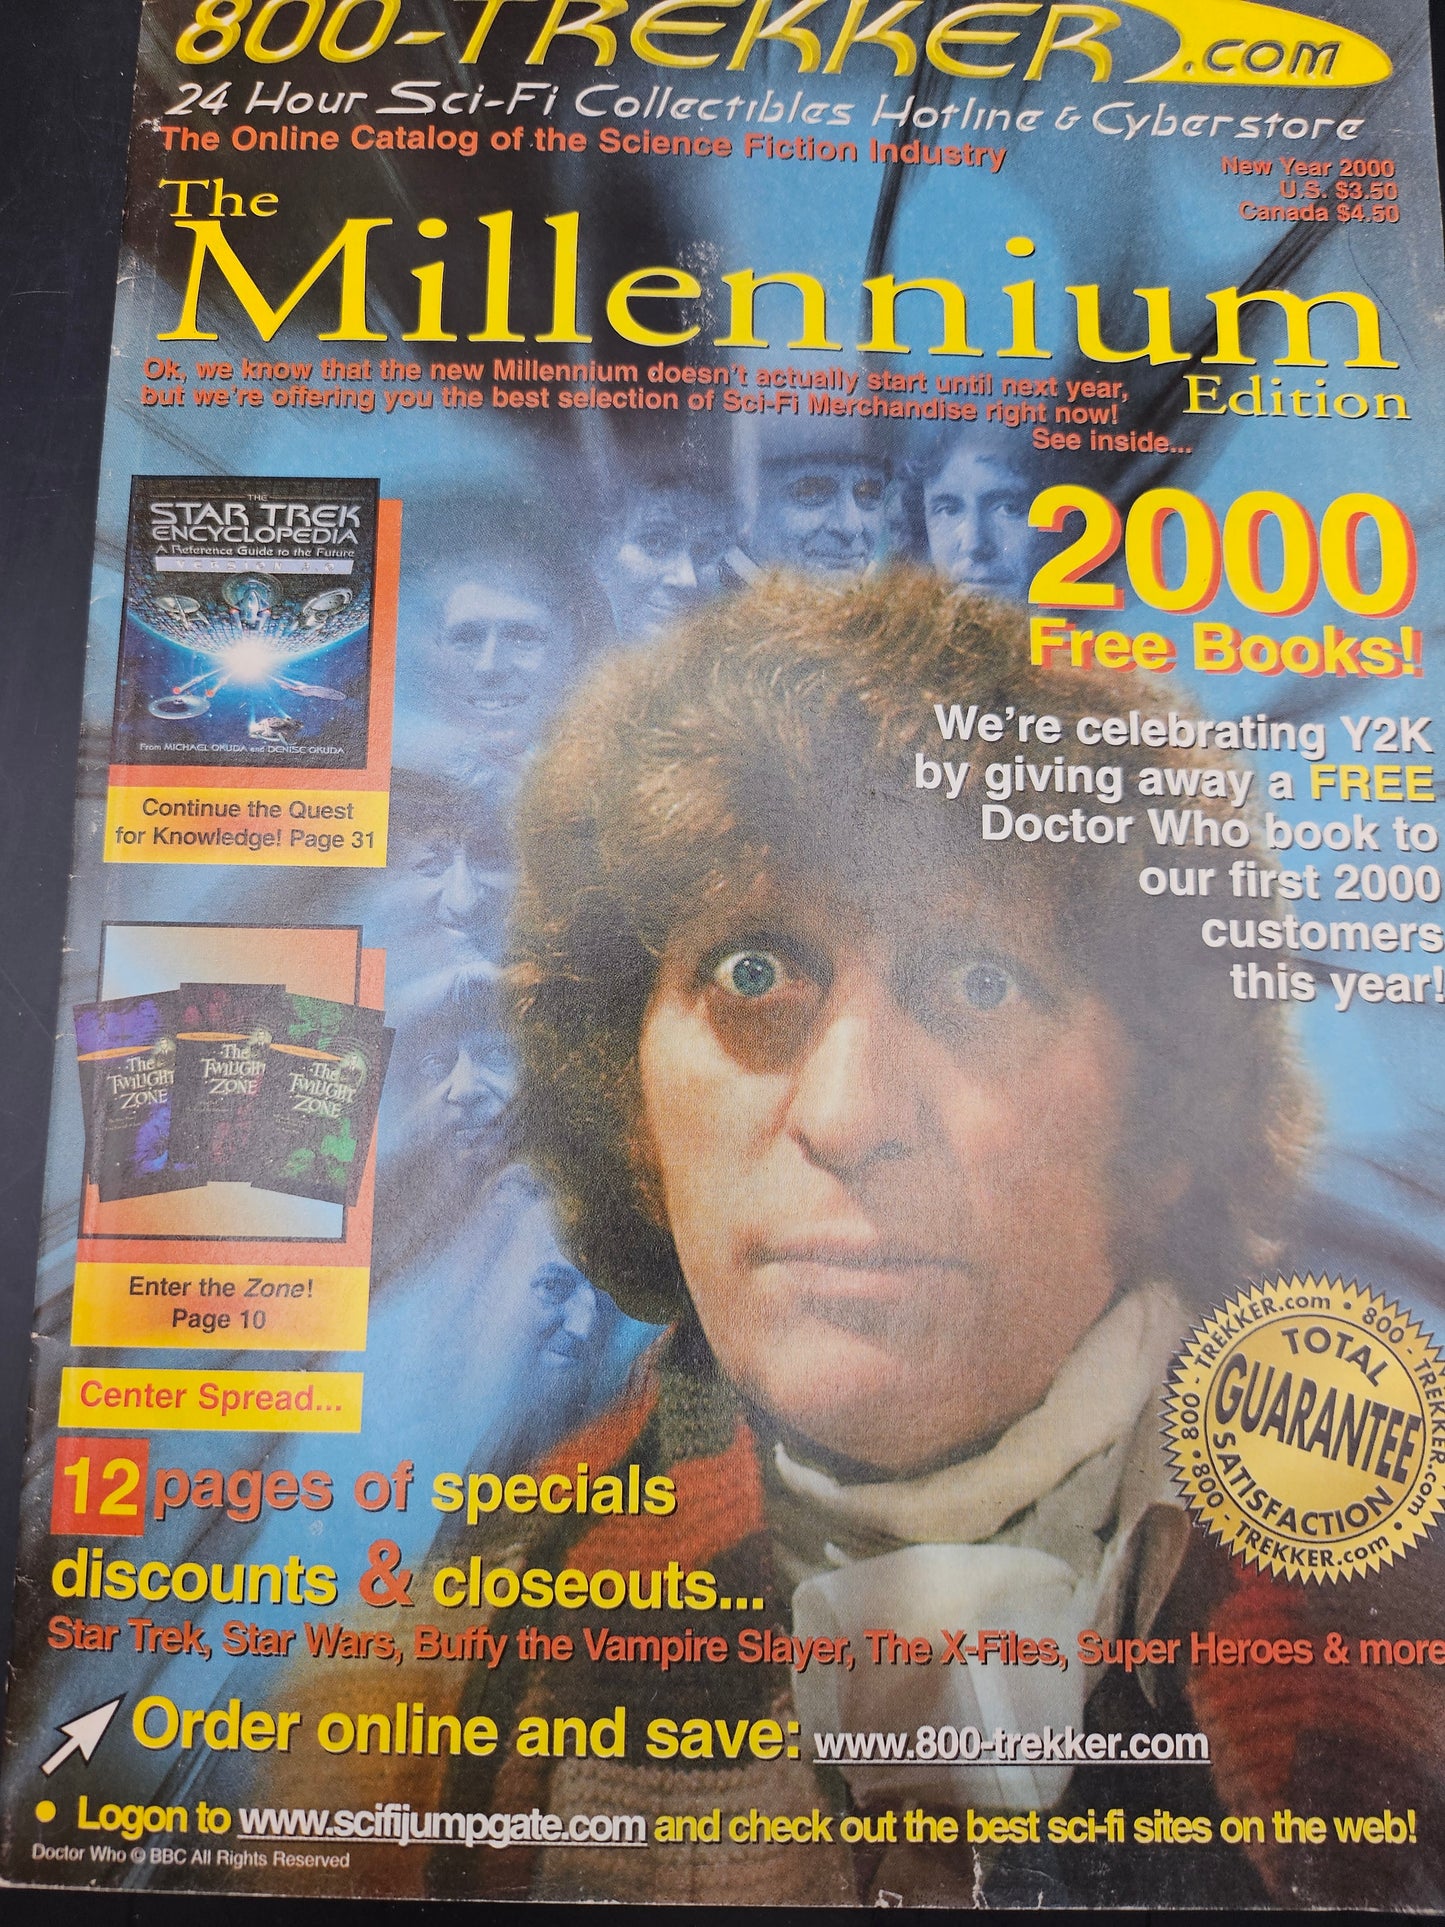 800-TREKKER.COM
24 Hour Sci-Fi Collectibles Hotline & Cyberstore
The Online Catalog of the Science Fiction Industry
New Year 2000
U.S. $3.50
Canada $4.50
The
Millennium
Edition
Ok, we know that the new Millennium doesn't actually start until next year,
but we're offering you the best selection of Sci-Fi Merchandise right now!
See inside...
THE
STAR TREK
ENCYCLOPEDIA
A Reference Guide to the Future
From MICHAEL OKUDA and DENISE OKUDA
Continue the Quest
for Knowledge! Page 31
2000
Free Books!
We're celebrating Y2K
by giving away a FREE
Doctor Who book to
our first 2000
customers
this year!
The
TWILIGHT
ZONE
The
TWILIGHT
ZONE
The
TWILIGHT
ZONE
Enter the Zone!
Page 10
Center Spread...
12 pages of specials
discounts & closeouts...
Star Trek, Star Wars, Buffy the Vampire Slayer, The X-Files, Super Heroes & more
800 - TREKKER.com • 800 - TREKKER.com • 800 - TREKKER.com •
TOTAL
GUARANTEE
SATISFACTION
Order online and save: www.800-trekker.com
• Logon to www.scifijumpgate.com and check out the best sci-fi sites on the web!
Doctor Who © BBC All Rights Reserved